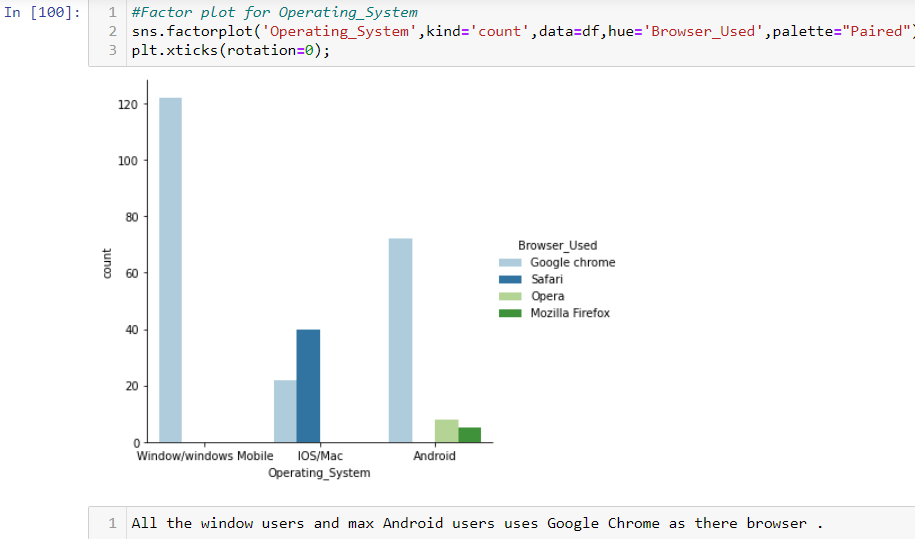 In [100]:
1 #Factor plot for Operating_System
2 sns.factorplot('Operating_System',kind='count',data=df,hue='Browser_Used',palette="Paired")
3 plt.xticks(rotation=0);
120
100
80
60
40
20
0
count
Window/windows Mobile IOS/Mac Android
Operating_System
Browser_Used
Google chrome
Safari
Opera
Mozilla Firefox
1 All the window users and max Android users uses Google Chrome as there browser .